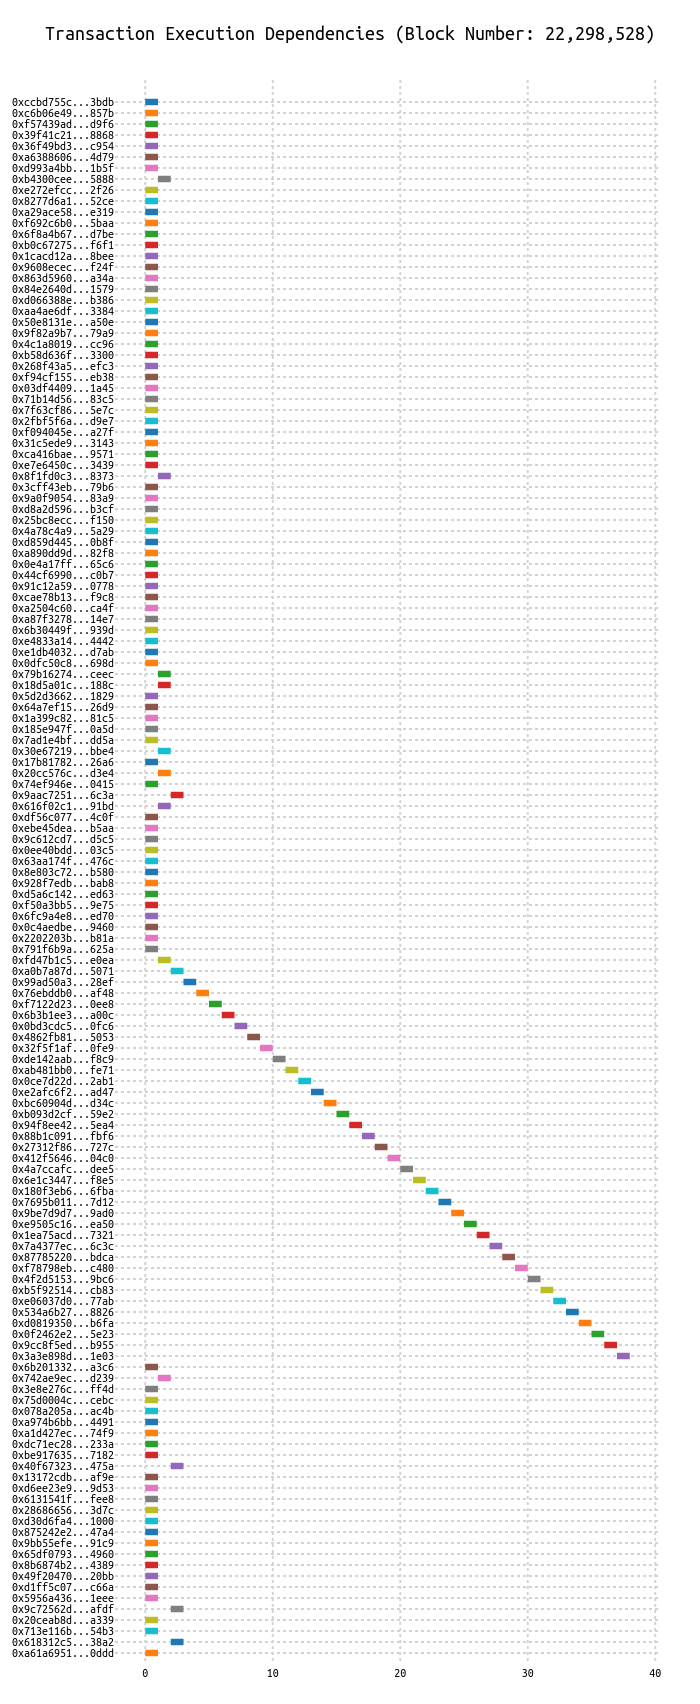 Transaction Execution Dependencies (Block Number: 22,298,528)
0xccbd755c...3bdb
0xc6b06e49...857b
0xf57439ad...d9f6
0x39f41c21...8868
0x36f49bd3...c954
0xa6388606...4d79
0xd993a4bb...1b5f
0xb4300cee...5888
0xe272efcc...2f26
0x8277d6a1...52ce
0xa29ace58...e319
0xf692c6b0...5baa
0x6f8a4b67...d7be
0xb0c67275...f6f1
0x1cacd12a...8bee
0x9608ecec...f24f
0x863d5960...a34a
0x84e2640d...1579
0xd066388e...b386
0xaa4ae6df...3384
0x50e8131e...a50e
0x9f82a9b7...79a9
0x4c1a8019...cc96
0xb58d636f...3300
0x268f43a5...efc3
0xf94cf155...eb38
0x03df4409...1a45
0x71b14d56...83c5
0x7f63cf86...5e7c
0x2fbf5f6a...d9e7
0xf094045e...a27f
0x31c5ede9...3143
0xca416bae...9571
0xe7e6450c...3439
0x8f1fd0c3...8373
0x3cff43eb...79b6
0x9a0f9054...83a9
0xd8a2d596...b3cf
0x25bc8ecc...f150
0x4a78c4a9...5a29
0xd859d445...0b8f
0xa890dd9d...82f8
0x0e4a17ff...65c6
0x44cf6990...c0b7
0x91c12a59...0778
0xcae78b13...f9c8
0xa2504c60...ca4f
0xa87f3278...14e7
0x6b30449f...939d
0xe4833a14...4442
0xe1db4032...d7ab
0x0dfc50c8...698d
0x79b16274...ceec
0x18d5a01c...188c
0x5d2d3662...1829
0x64a7ef15...26d9
0x1a399c82...81c5
0x185e947f...0a5d
0x7ad1e4bf...dd5a
0x30e67219...bbe4
0x17b81782...26a6
0x20cc576c...d3e4
0x74ef946e...0415
0x9aac7251...6c3a
0x616f02c1...91bd
0xdf56c077...4c0f
0xebe45dea...b5aa
0x9c612cd7...d5c5
0x0ee40bdd...03c5
0x63aa174f...476c
0x8e803c72...b580
0x928f7edb...bab8
0xd5a6c142...ed63
0xf50a3bb5...9e75
0x6fc9a4e8...ed70
0x0c4aedbe...9460
0x2202203b...b81a
0x791f6b9a...625a
0xfd47b1c5...e0ea
0xa0b7a87d...5071
0x99ad50a3...28ef
0x76ebddb0...af48
0xf7122d23...0ee8
0x6b3b1ee3...a00c
0x0bd3cdc5...0fc6
0x4862fb81...5053
0x32f5f1af...0fe9
0xde142aab...f8c9
0xab481bb0...fe71
0x0ce7d22d...2ab1
0xe2afc6f2...ad47
0xbc60904d...d34c
0xb093d2cf...59e2
0x94f8ee42...5ea4
0x88b1c091...fbf6
0x27312f86...727c
0x412f5646...04c0
0x4a7ccafc...dee5
0x6e1c3447...f8e5
0x180f3eb6...6fba
0x7695b011...7d12
0x9be7d9d7...9ad0
0xe9505c16...ea50
0x1ea75acd...7321
0x7a4377ec...6c3c
0x87785220...bdca
0xf78798eb...c480
0x4f2d5153...9bc6
0xb5f92514...cb83
0xe06037d0...77ab
0x534a6b27...8826
0xd0819350...b6fa
0x0f2462e2...5e23
0x9cc8f5ed...b955
0x3a3e898d...1e03
0x6b201332...a3c6
0x742ae9ec...d239
0x3e8e276c...ff4d
0x75d0004c...cebc
0x078a205a...ac4b
0xa974b6bb...4491
0xa1d427ec...74f9
0xdc71ec28...233a
0xbe917635...7182
0x40f67323...475a
0x13172cdb...af9e
0xd6ee23e9...9d53
0x6131541f...fee8
0x28686656...3d7c
0xd30d6fa4...1000
0x875242e2...47a4
0x9bb55efe...91c9
0x65df0793...4960
0x8b6874b2...4389
0x49f20470...20bb
0xd1ff5c07...c66a
0x5956a436...1eee
0x9c72562d...afdf
0x20ceab8d...a339
0x713e116b...54b3
0x618312c5...38a2
0xa61a6951...0ddd
0 10 20 30 40